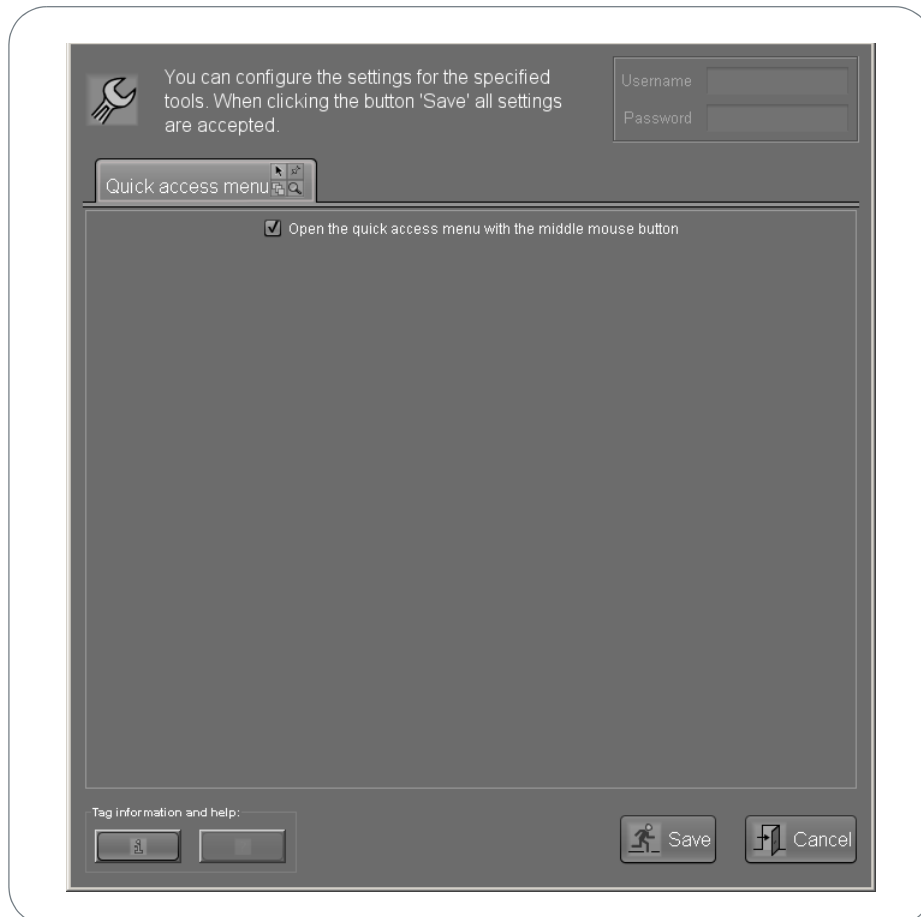 You can configure the settings for the specified
tools. When clicking the button 'Save' all settings
are accepted.
Username
Password
Quick access menu
Open the quick access menu with the middle mouse button
Tag information and help:
i
Save
Cancel